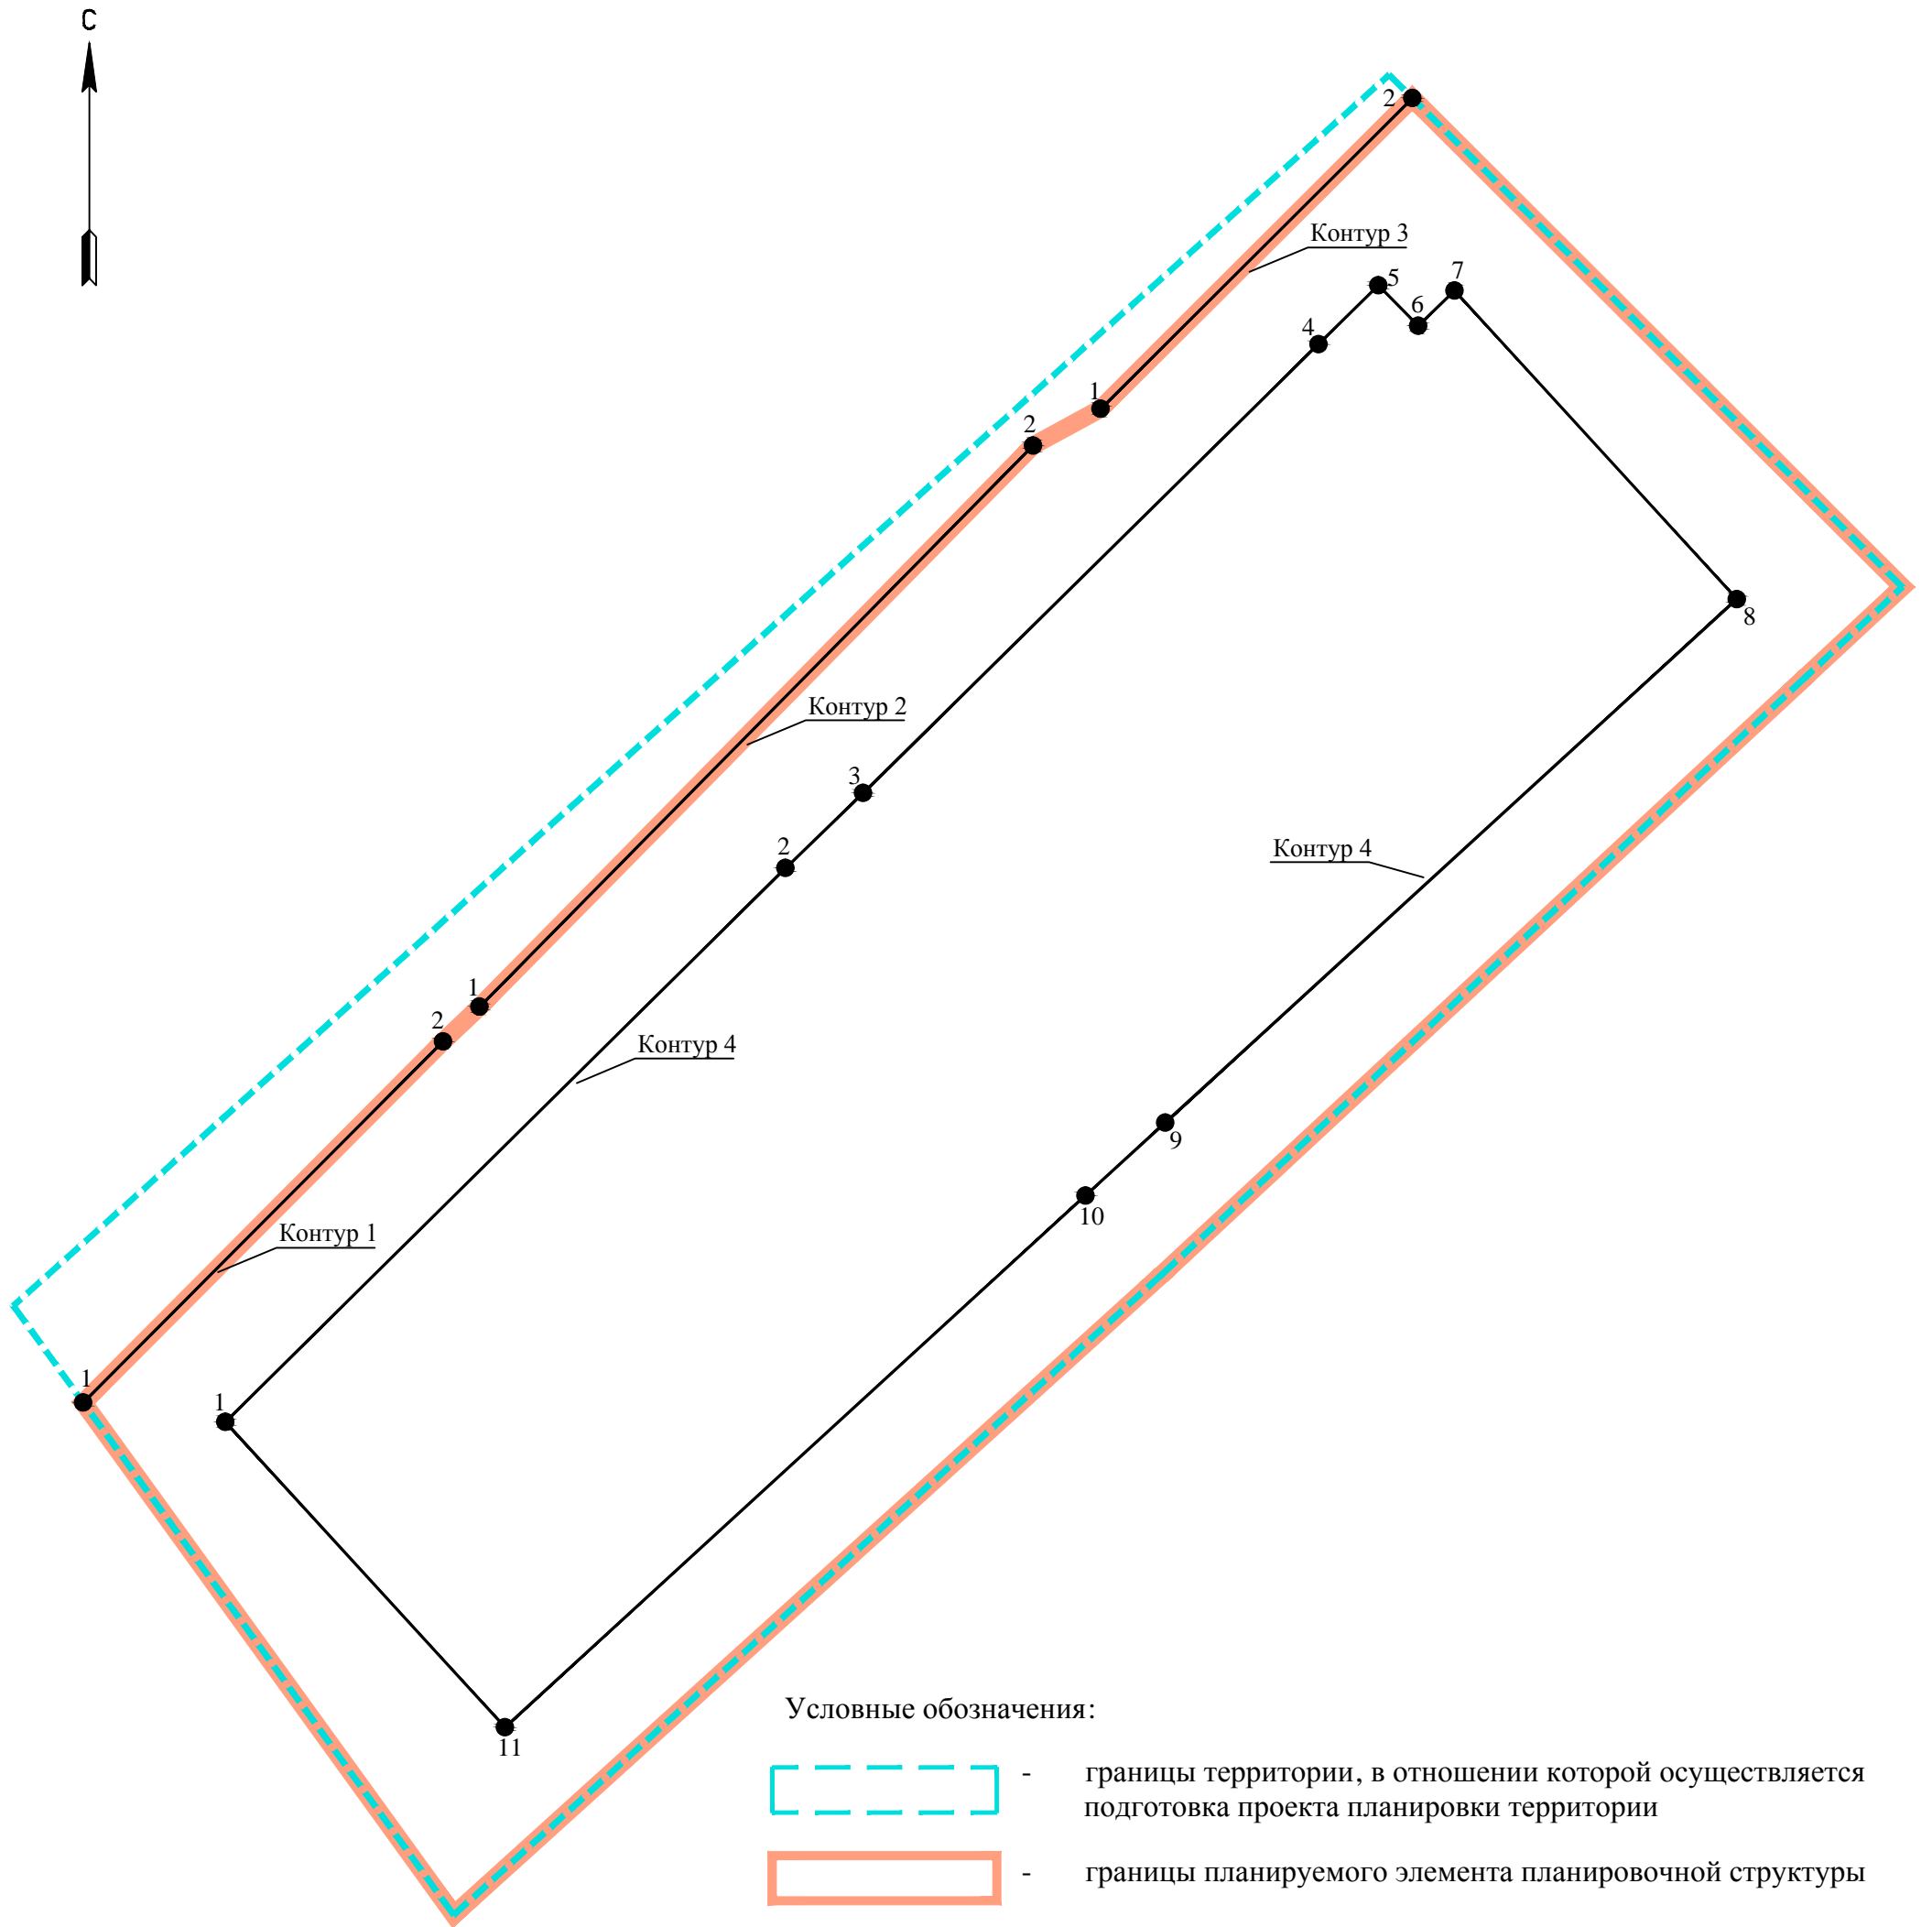 С
2
Контур 3
5
7
6
4
1
2
Контур 2
3
8
2
Контур 4
1
2
Контур 4
9
10
Контур 1
1
1
11
Условные обозначения:
- границы территории, в отношении которой осуществляется
подготовка проекта планировки территории
- границы планируемого элемента планировочной структуры